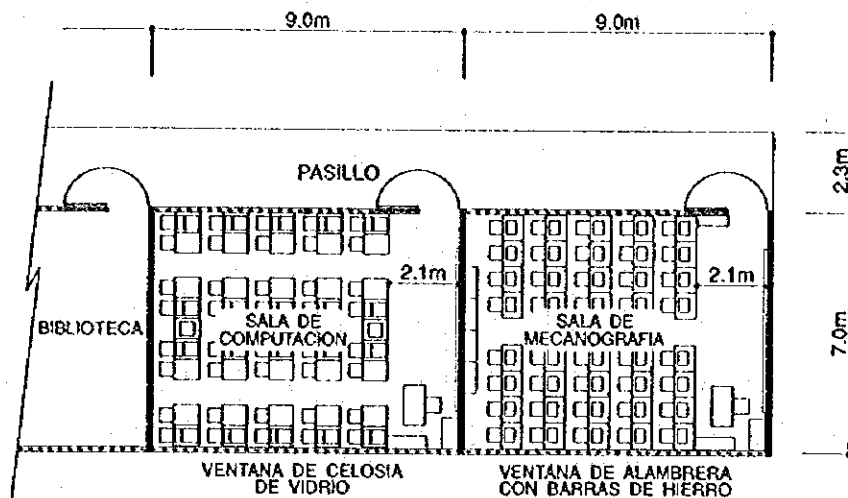 9.0m
9.0m
PASILLO
2.3m
2.1m
2.1m
BIBLIOTECA
SALA DE
COMPUTACION
SALA DE
MECANOGRAFIA
7.0m
VENTANA DE CELOSIA
DE VIDRIO
VENTANA DE ALAMBRERA
CON BARRAS DE HIERRO